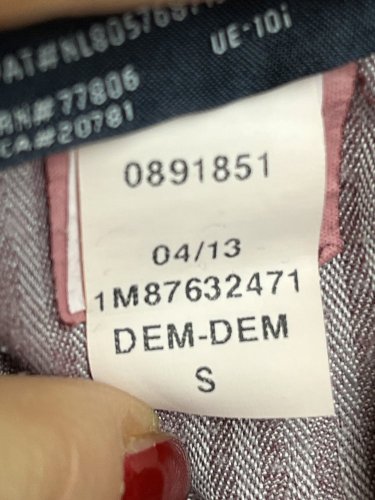 UE-10i
RN# 77806
CA#20781
0891851
04/13
1M87632471
DEM-DEM
S